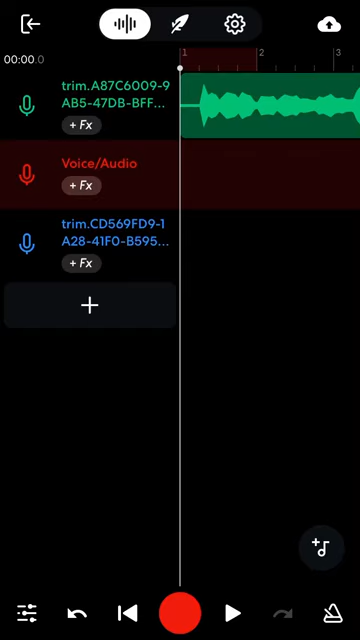 1
2
3
00:00.0
trim.A87C6009-9
AB5-47DB-BFF...
+ Fx
Voice/Audio
+ Fx
trim.CD569FD9-1
A28-41F0-B595...
+ Fx